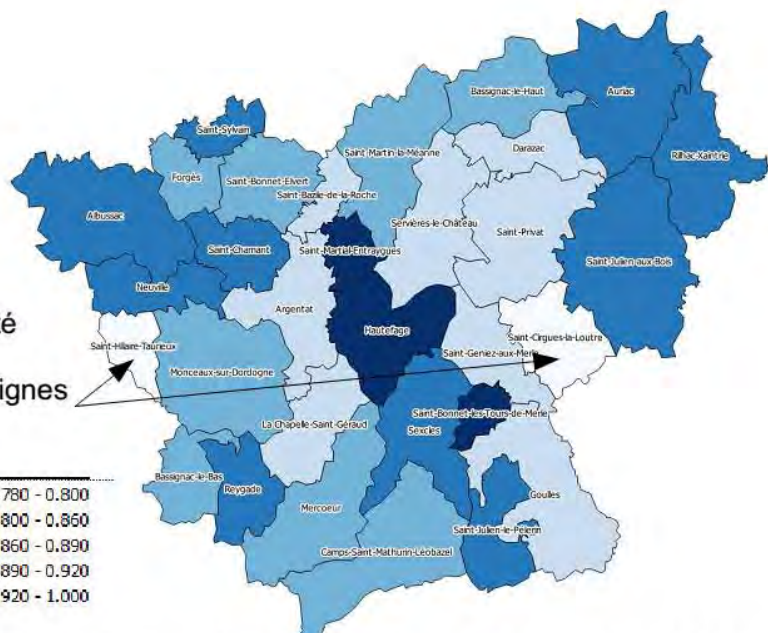 Bassignac-le-Haut
Auriac
Saint-Sylvain
Darazac
Saint-Martin-la-Méanne
Rilhac-Xaintrie
Forgès
Saint-Bonnet-Elvert
Saint-Bazile-de-la-Roche
Albussac
Servières-le-Château
Saint-Privat
Saint-Chamant
Saint-Martial-Entraygues
Saint-Julien-aux-Bois
Neuville
Argentat
té
Hautefage
Saint-Cirgues-la-Loutre
Saint-Hilaire-Taurieux
Saint-Geniez-aux-Merle
Monceaux-sur-Dordogne
ignes
Saint-Bonnet-les-Tours-de-Merle
La Chapelle-Saint-Géraud
Sexcles
Bassignac-le-Bas
Reygade
Goulles
Mercoeur
Saint-Julien-le-Pelerin
Camps-Saint-Mathurin-Léobazel
780 - 0.800
800 - 0.860
860 - 0.890
890 - 0.920
920 - 1.000